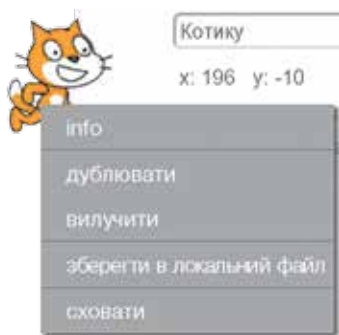 Котику
x: 196 y: -10
info
дублювати
вилучити
зберегти в локальний файл
сховати